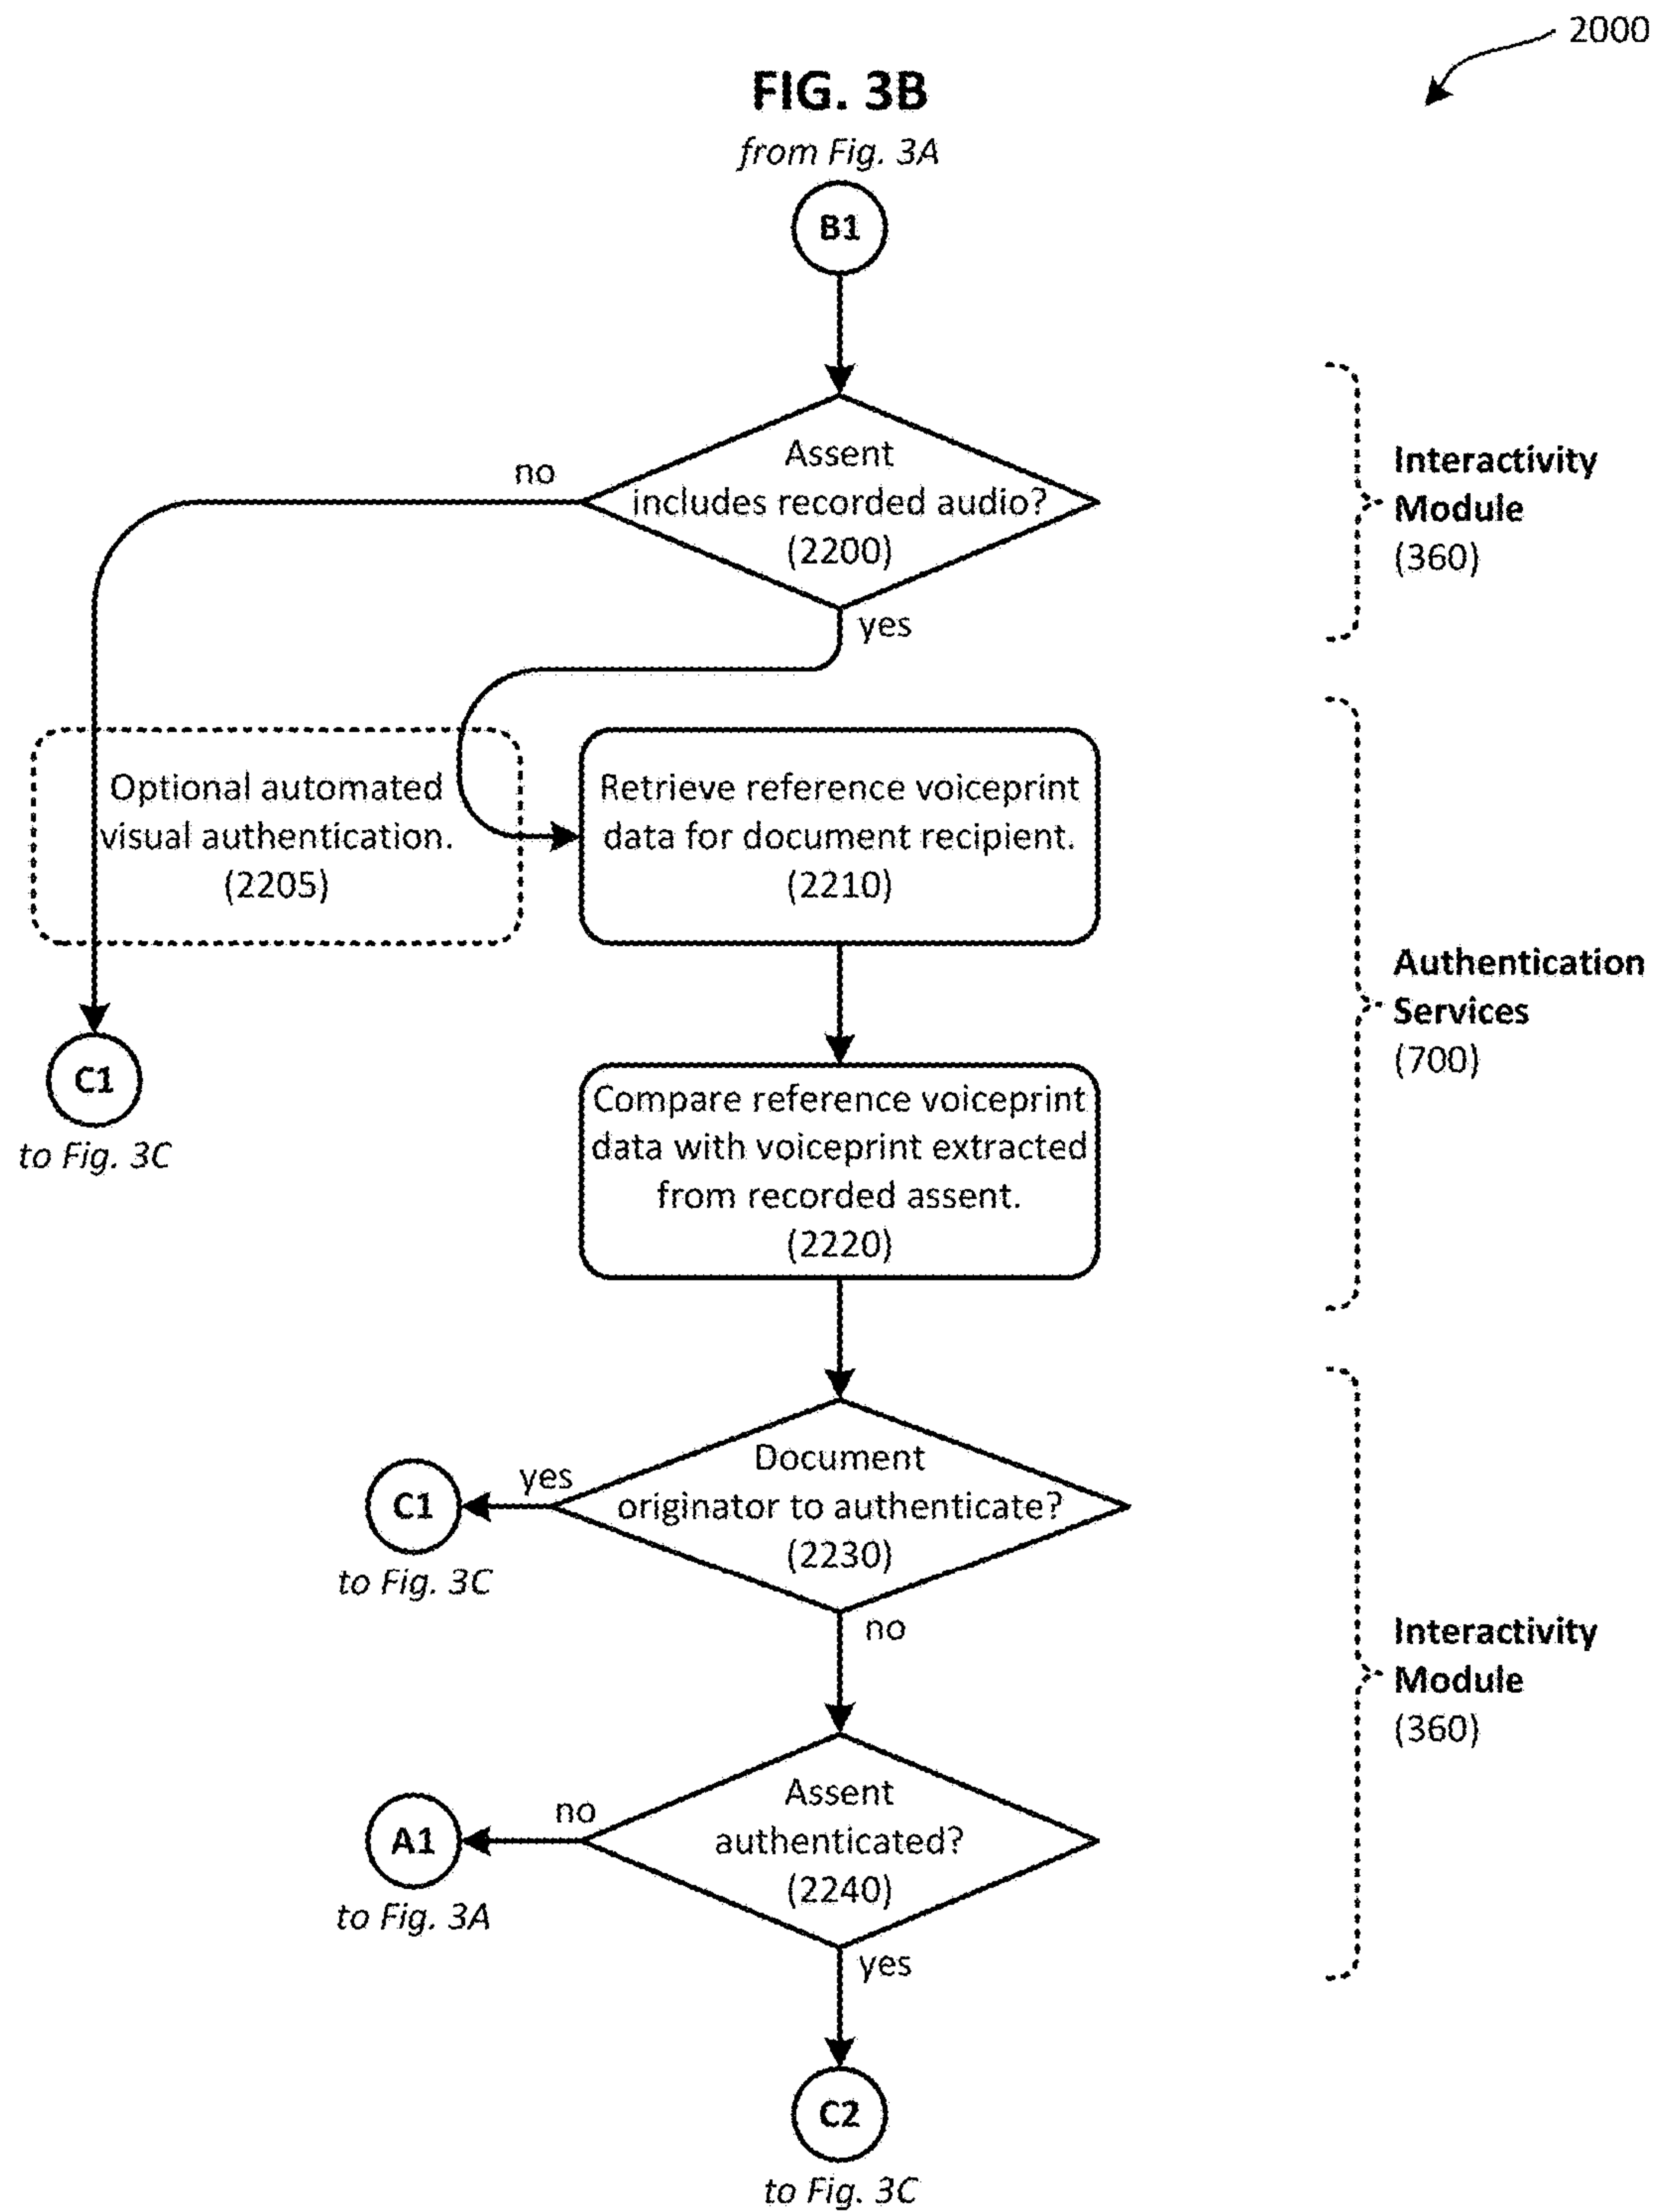 2000
FIG. 3B
from Fig. 3A
B1
Assent
includes recorded audio?
(2200)
no
yes
Interactivity
Module
(360)
Optional automated
visual authentication.
(2205)
Retrieve reference voiceprint
data for document recipient.
(2210)
Authentication
Services
(700)
C1
to Fig. 3C
Compare reference voiceprint
data with voiceprint extracted
from recorded assent.
(2220)
Document
originator to authenticate?
(2230)
yes
C1
to Fig. 3C
no
Interactivity
Module
(360)
Assent
authenticated?
(2240)
no
A1
to Fig. 3A
yes
C2
to Fig. 3C